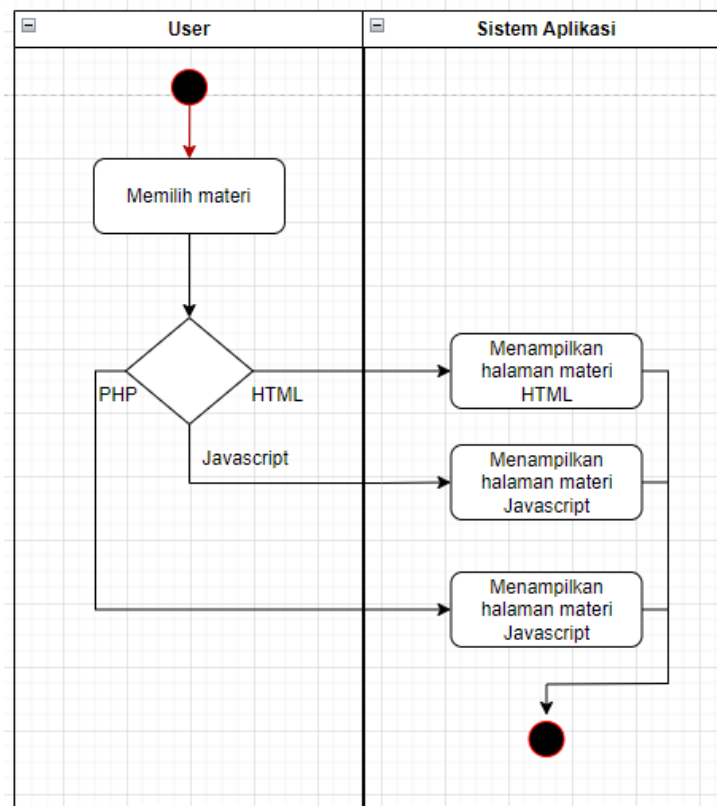 User
Sistem Aplikasi
Memilih materi
PHP
HTML
Javascript
Menampilkan
halaman materi
HTML
Menampilkan
halaman materi
Javascript
Menampilkan
halaman materi
Javascript